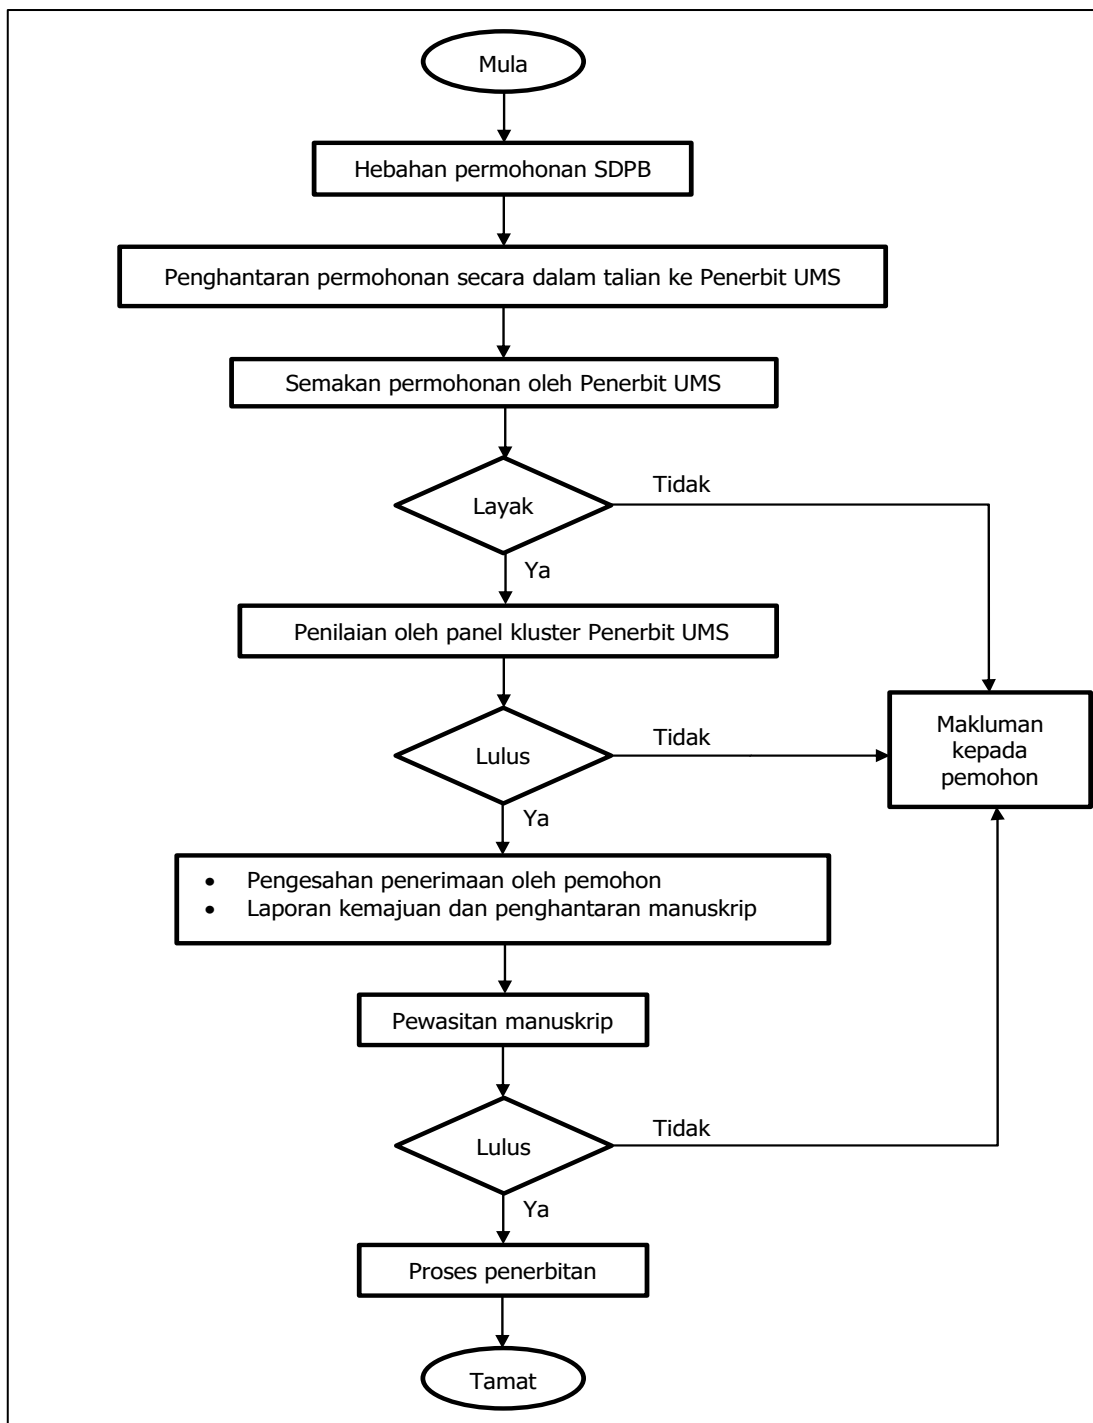 Mula
Hebahan permohonan SDPB
Penghantaran permohonan secara dalam talian ke Penerbit UMS
Semakan permohonan oleh Penerbit UMS
Layak
Tidak
Ya
Penilaian oleh panel kluster Penerbit UMS
Lulus
Tidak
Makluman
kepada
pemohon
Ya
• Pengesahan penerimaan oleh pemohon
• Laporan kemajuan dan penghantaran manuskrip
Pewasitan manuskrip
Lulus
Tidak
Ya
Proses penerbitan
Tamat